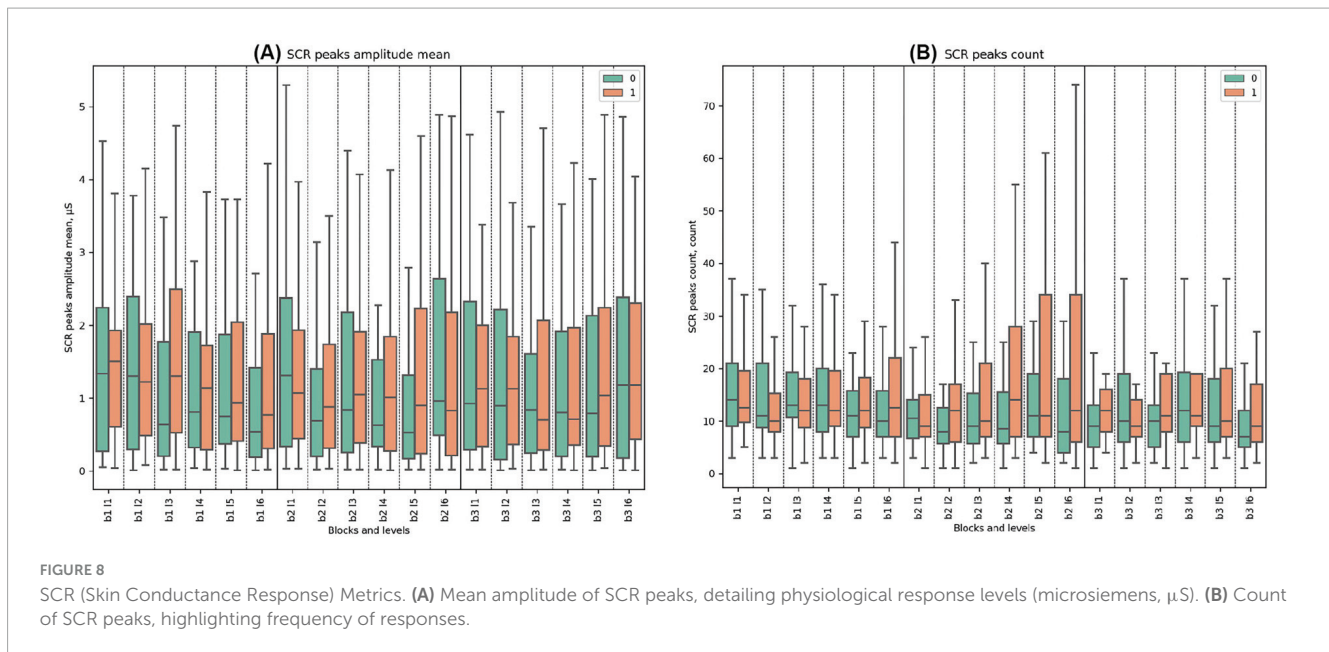 (A) SCR peaks amplitude mean
0
1
5
4
3
2
1
0
SCR peaks amplitude mean, μS
b1 l1
b1 l2
b1 l3
b1 l4
b1 l5
b1 l6
b2 l1
b2 l2
b2 l3
b2 l4
b2 l5
b2 l6
b3 l1
b3 l2
b3 l3
b3 l4
b3 l5
b3 l6
Blocks and levels
(B) SCR peaks count
0
1
70
60
50
40
30
20
10
0
SCR peaks count, count
b1 l1
b1 l2
b1 l3
b1 l4
b1 l5
b1 l6
b2 l1
b2 l2
b2 l3
b2 l4
b2 l5
b2 l6
b3 l1
b3 l2
b3 l3
b3 l4
b3 l5
b3 l6
Blocks and levels
FIGURE 8
SCR (Skin Conductance Response) Metrics. (A) Mean amplitude of SCR peaks, detailing physiological response levels (microsiemens, μS). (B) Count
of SCR peaks, highlighting frequency of responses.